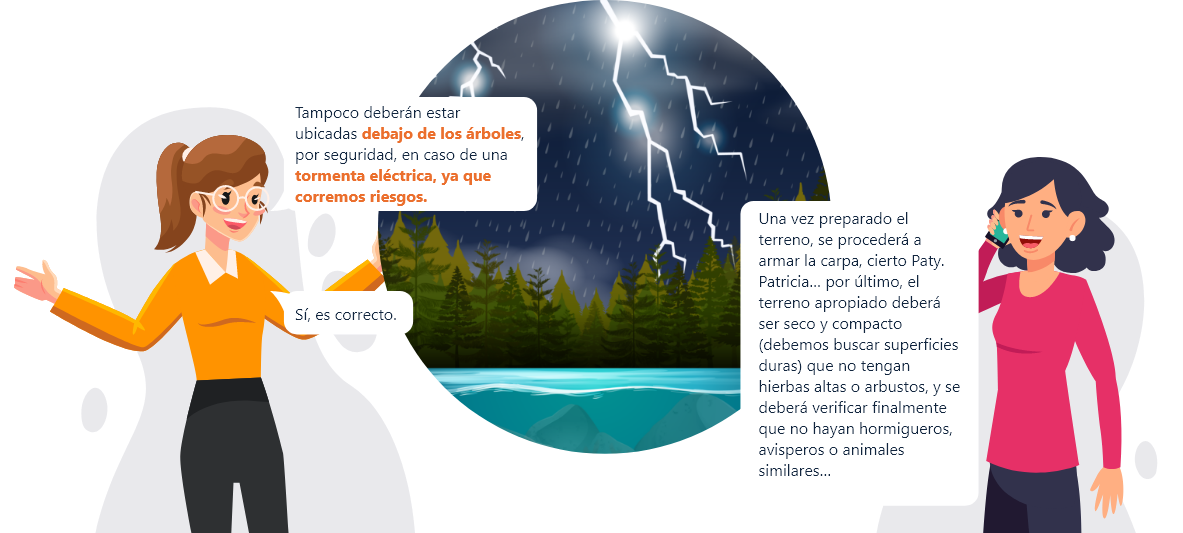 Tampoco deberán estar
ubicadas debajo de los árboles,
por seguridad, en caso de una
tormenta eléctrica, ya que
corremos riesgos.
Una vez preparado el
terreno, se procederá a
armar la carpa, cierto Paty.
Patricia... por último, el
terreno apropiado deberá
ser seco y compacto
(debemos buscar superficies
duras) que no tengan
hierbas altas o arbustos, y se
deberá verificar finalmente
que no hayan hormigueros,
avisperos o animales
similares...
Sí, es correcto.